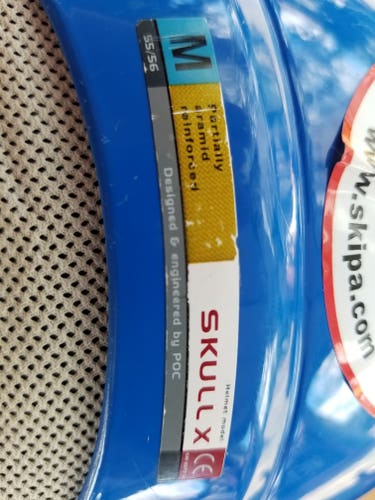 M
55/56
Partially
aramid
reinforced
Designed & engineered by POC
Helmet model
SKULL X
CE
www.skipa.com